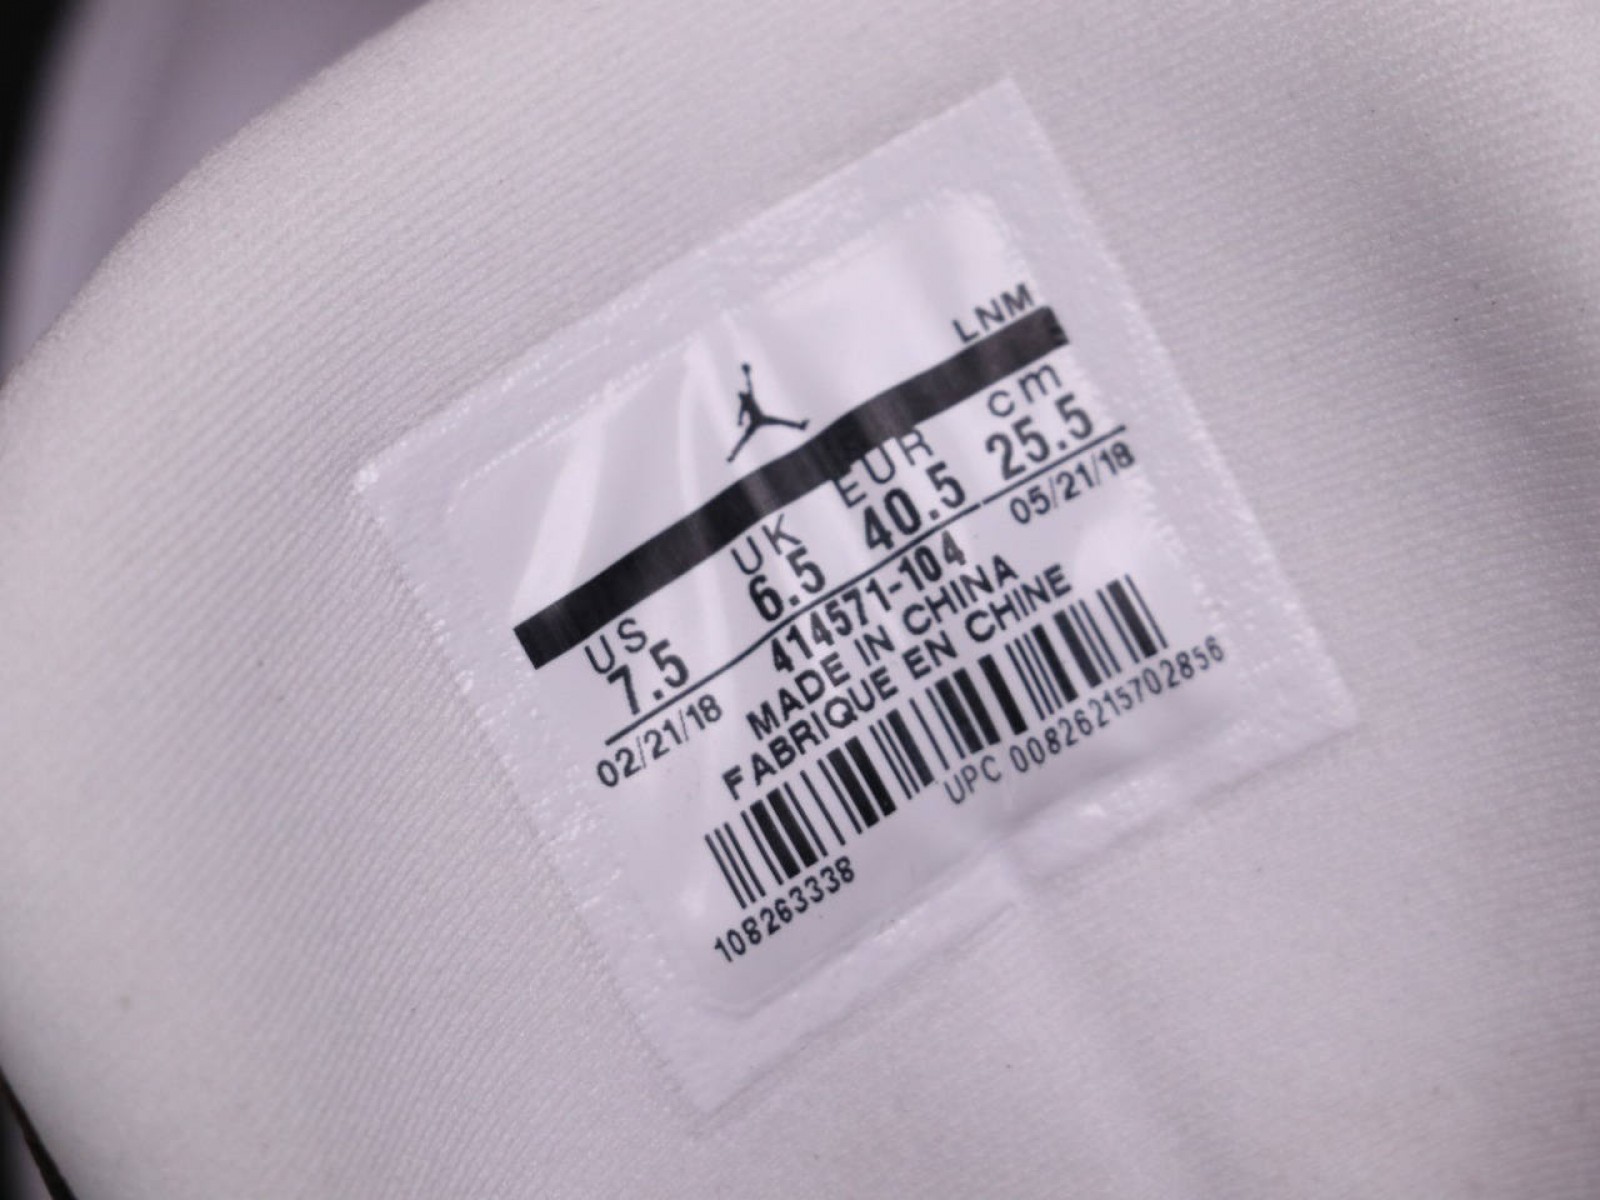 LNM
US UK EUR cm
7.5 6.5 40.5 25.5
02/21/18 414571-104 05/21/18
MADE IN CHINA
FABRIQUE EN CHINE
108263338 UPC 00826215702856